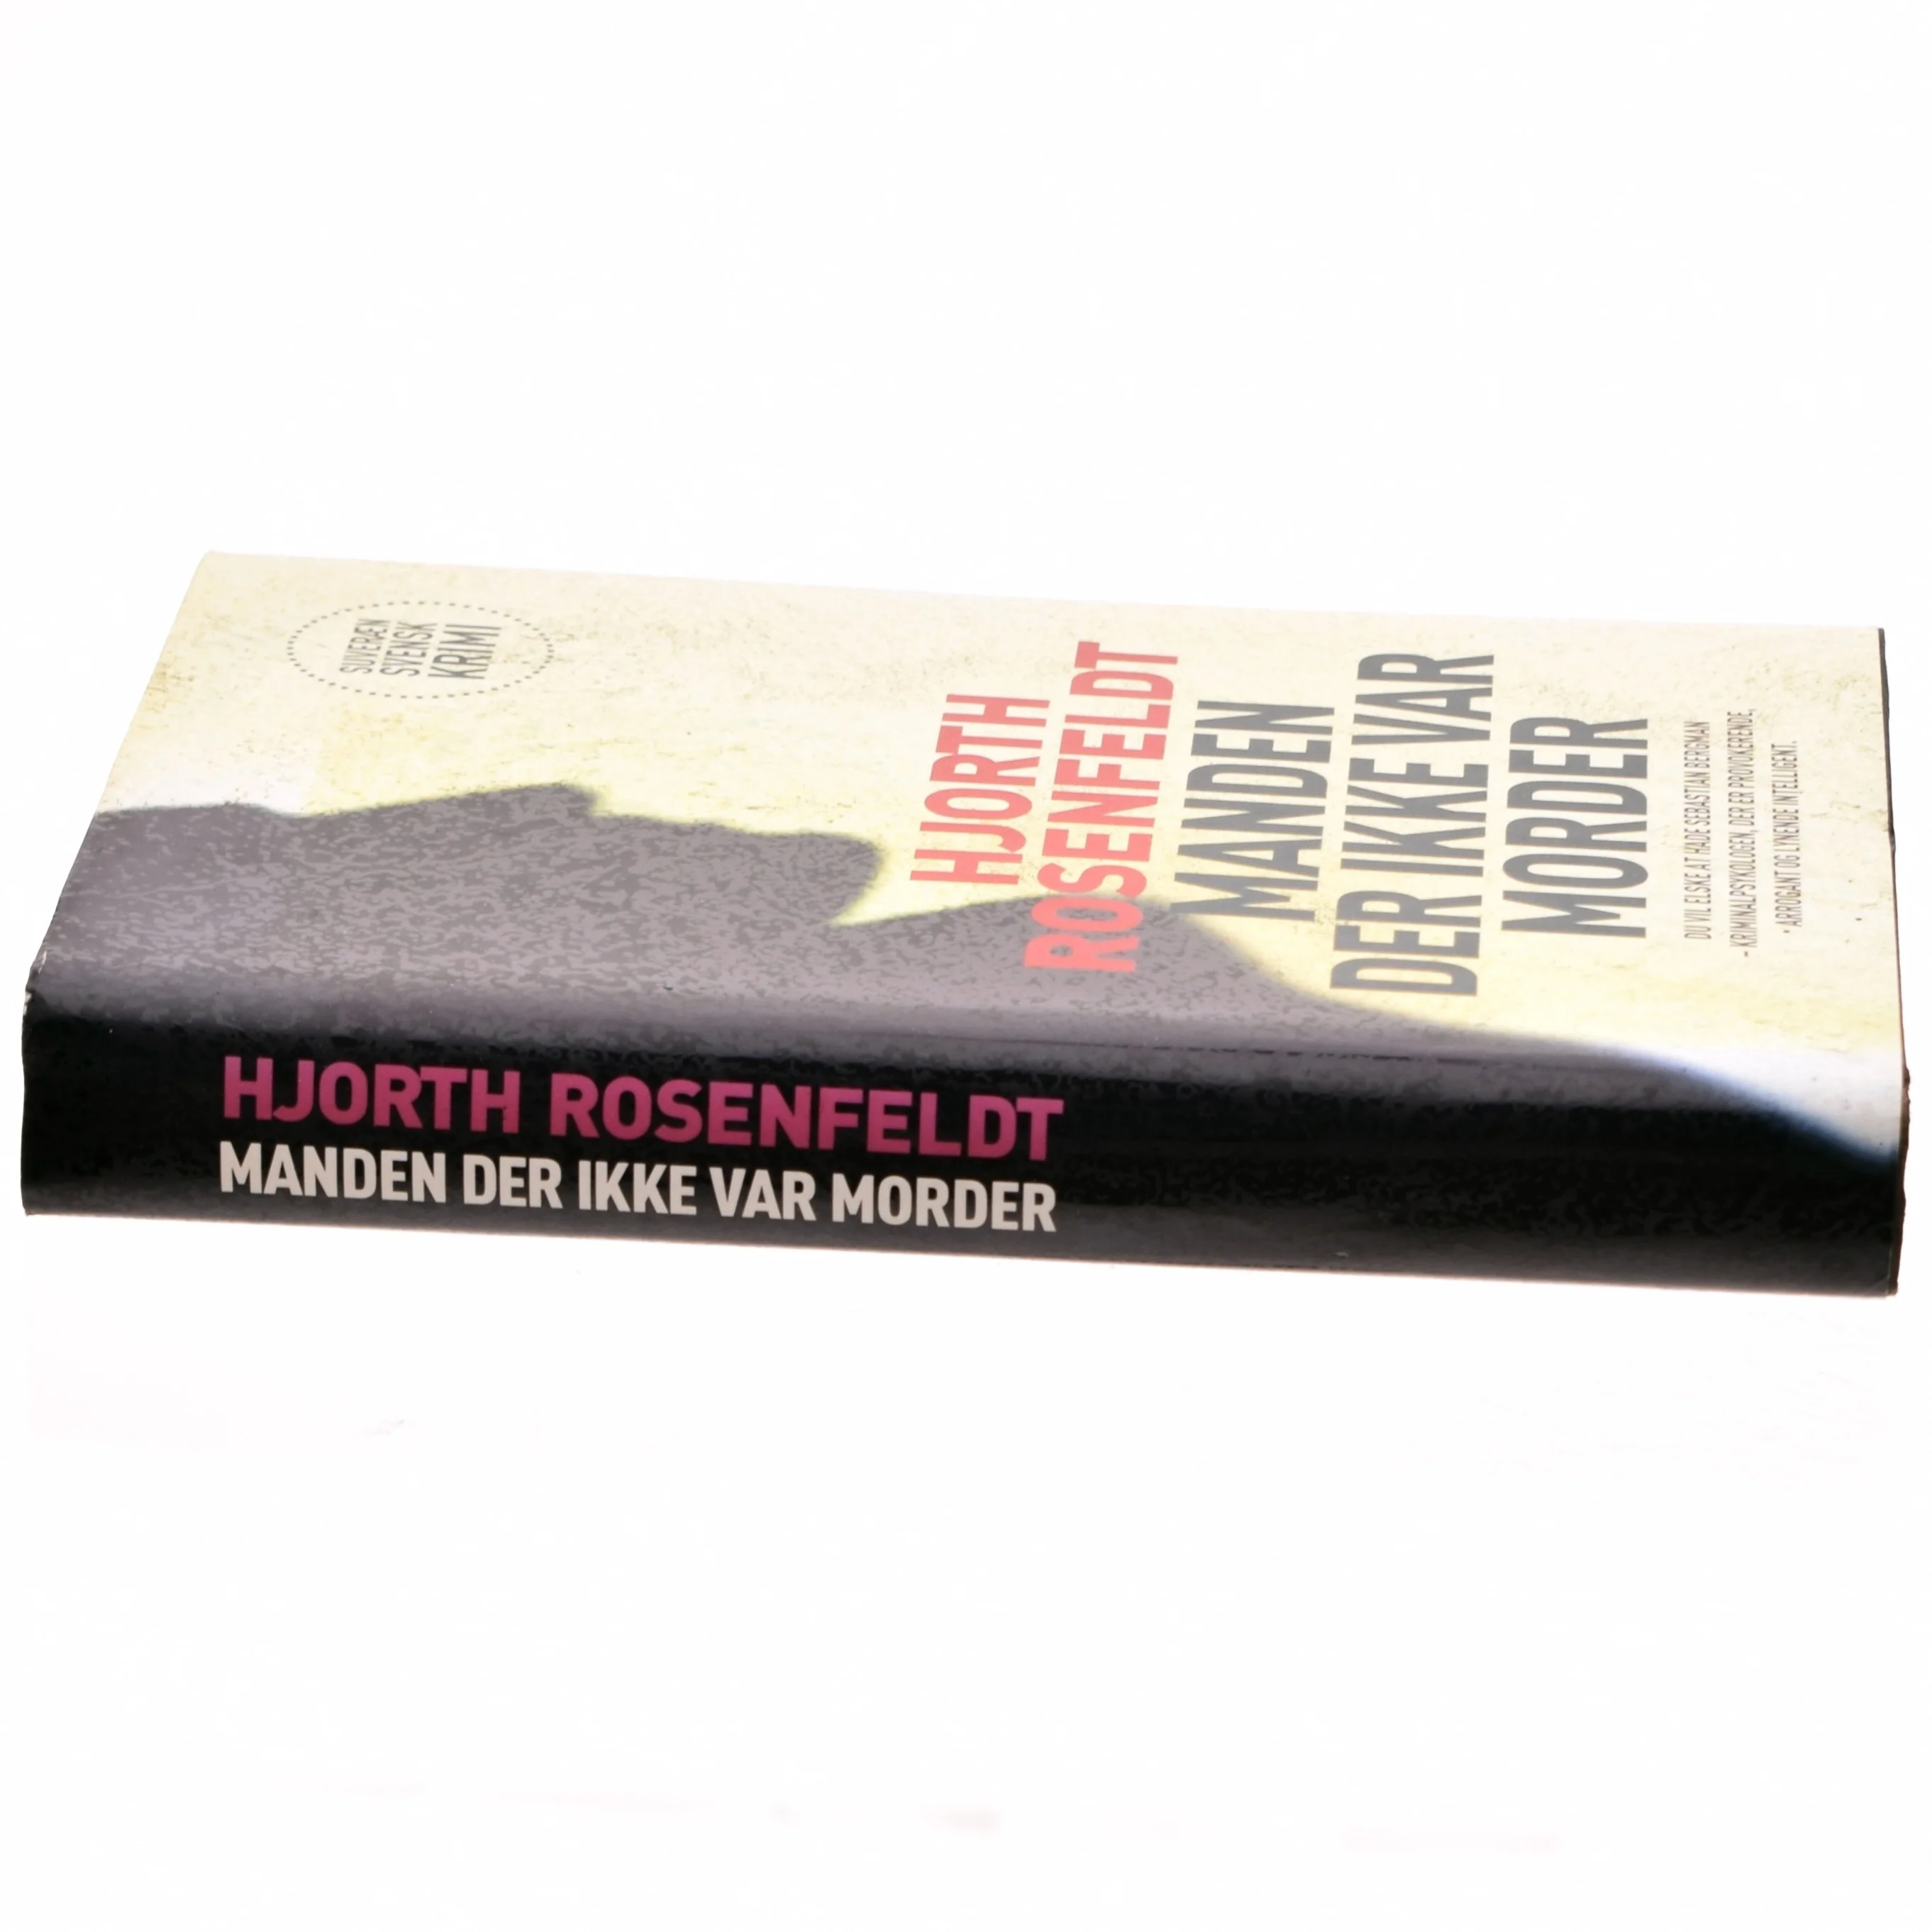 SUVERÆN
SVENSK
KRIMI
HJORTH
ROSENFELDT
MANDEN
DER IKKE VAR
MORDER
DU VIL ELSKE AT HADE SEBASTIAN BERGMAN
- KRIMINALPSYKOLOGEN, DER ER PROVOKERENDE,
ARROGANT OG LYNENDE INTELLIGENT.
HJORTH ROSENFELDT
MANDEN DER IKKE VAR MORDER